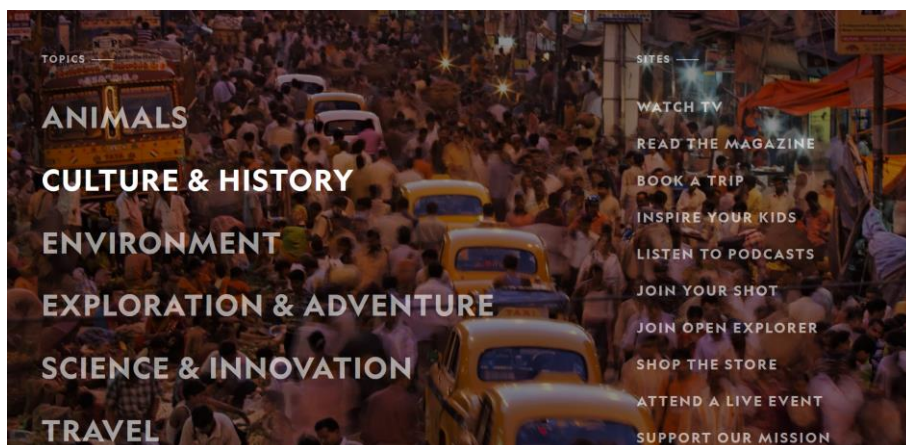 TOPICS
ANIMALS
CULTURE & HISTORY
ENVIRONMENT
EXPLORATION & ADVENTURE
SCIENCE & INNOVATION
TRAVEL
SITES
WATCH TV
READ THE MAGAZINE
BOOK A TRIP
INSPIRE YOUR KIDS
LISTEN TO PODCASTS
JOIN YOUR SHOT
JOIN OPEN EXPLORER
SHOP THE STORE
ATTEND A LIVE EVENT
SUPPORT OUR MISSION
TAXI